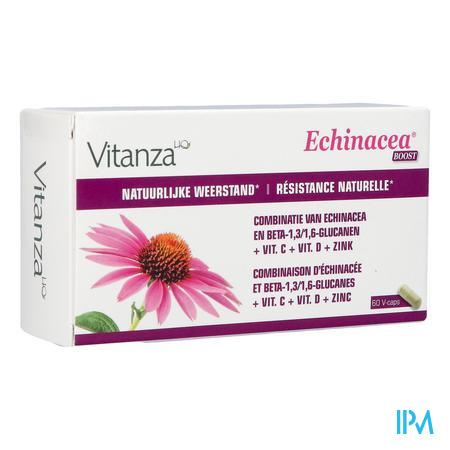 Vitanza HQ
Vitanza HQ
Echinacea®
BOOST
NATUURLIJKE WEERSTAND* | RÉSISTANCE NATURELLE*
COMBINATIE VAN ECHINACEA
EN BETA-1,3/1,6-GLUCANEN
+ VIT. C + VIT. D + ZINK
COMBINAISON D'ÉCHINACÉE
ET BETA-1,3/1,6-GLUCANES
+ VIT. C + VIT. D + ZINC
60 V-caps
IPM